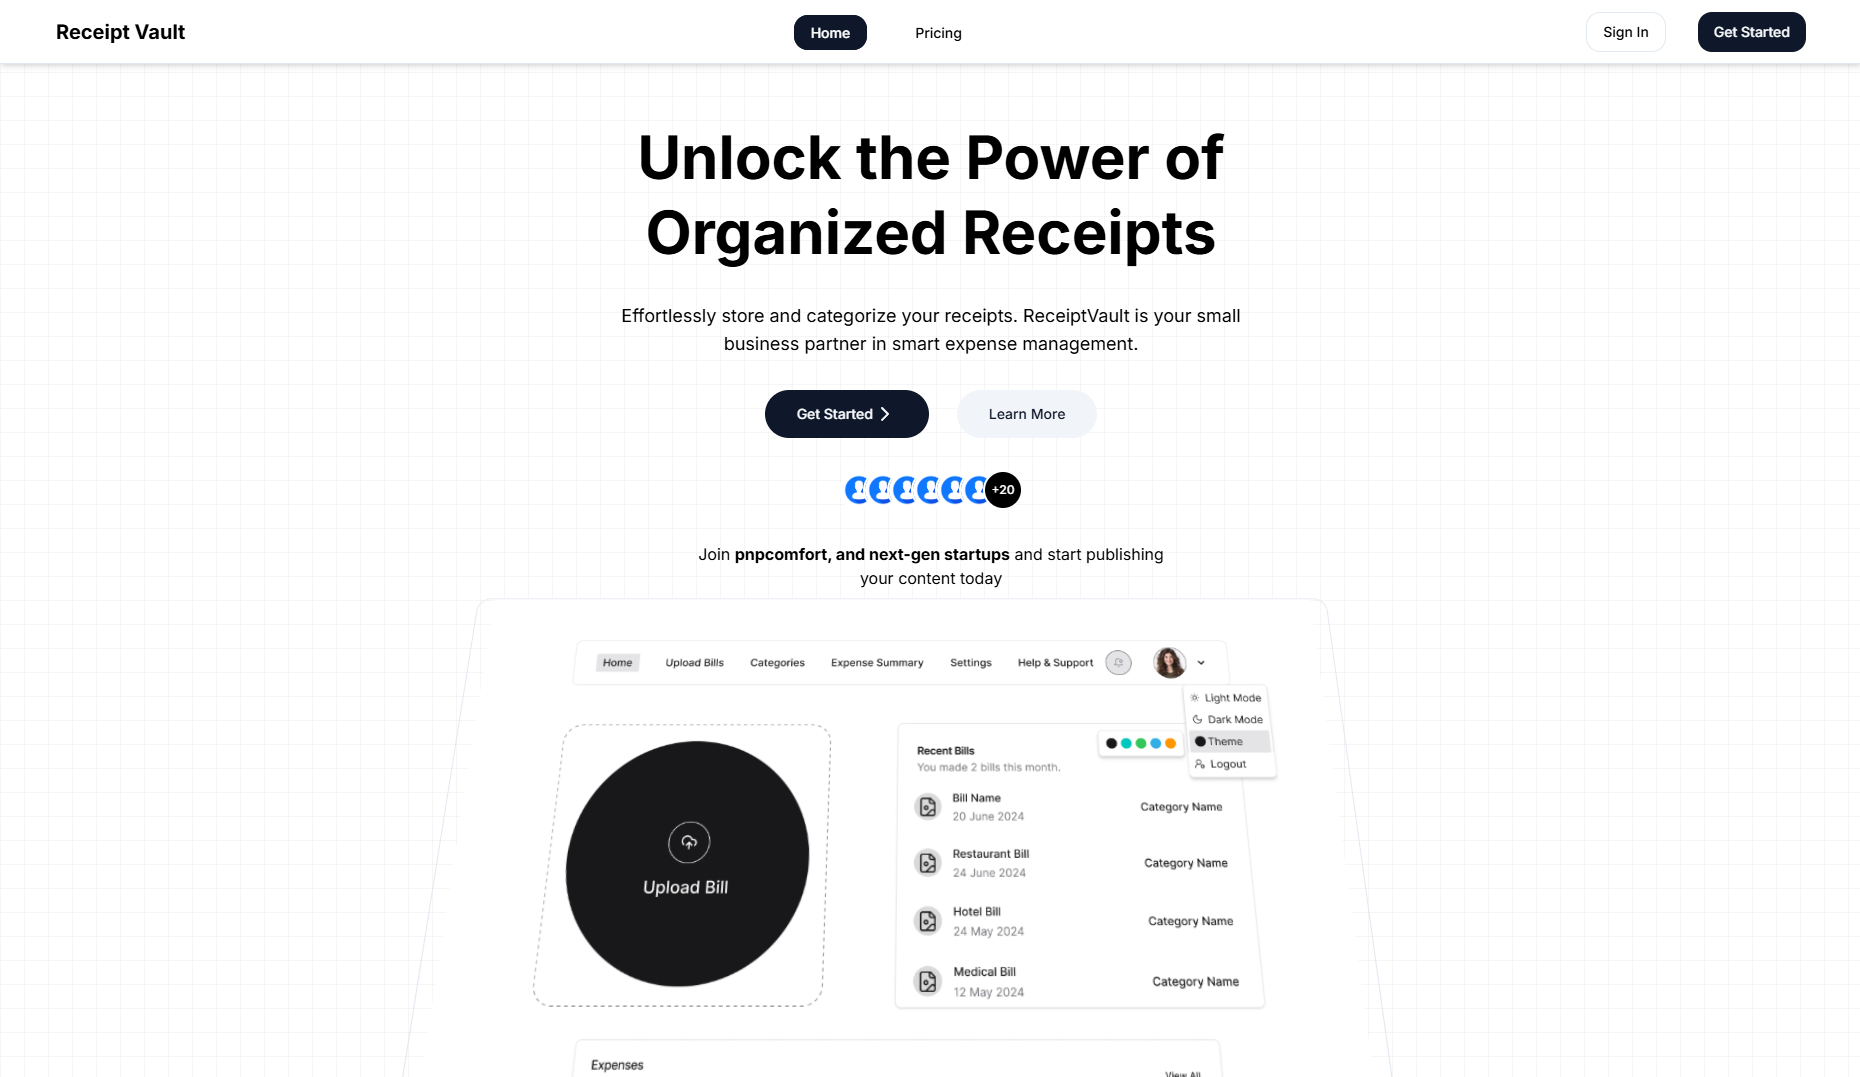 Receipt Vault
Home
Pricing
Sign In
Get Started
Unlock the Power of
Organized Receipts
Effortlessly store and categorize your receipts. ReceiptVault is your small
business partner in smart expense management.
Get Started
Learn More
+20
Join pnpcomfort, and next-gen startups and start publishing
your content today
Home
Upload Bills
Categories
Expense Summary
Settings
Help & Support
Light Mode
Dark Mode
Theme
Logout
Upload Bill
Recent Bills
You made 2 bills this month.
Bill Name
20 June 2024
Category Name
Restaurant Bill
24 June 2024
Category Name
Hotel Bill
24 May 2024
Category Name
Medical Bill
12 May 2024
Category Name
Expenses
View All